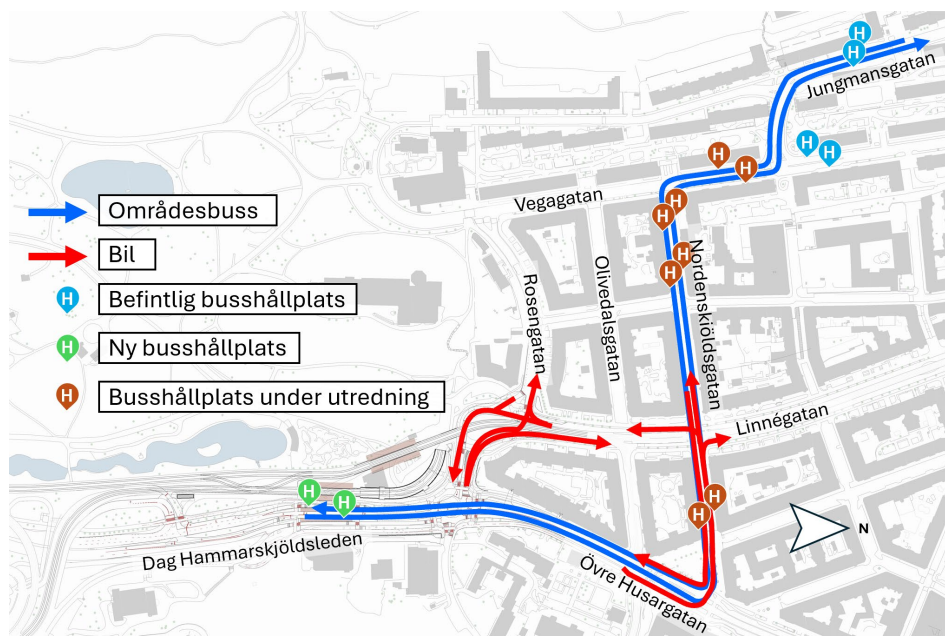 H
H
Jungmansgatan
H
H
H
H
Vegagatan
H
H
H
H
Områdesbuss
Bil
H Befintlig busshållplats
H Ny busshållplats
H Busshållplats under utredning
Rosengatan
Olivedalsgatan
Nordenskiöldsgatan
Linnégatan
H
H
H
H
N
Dag Hammarskjöldsleden
Övre Husargatan